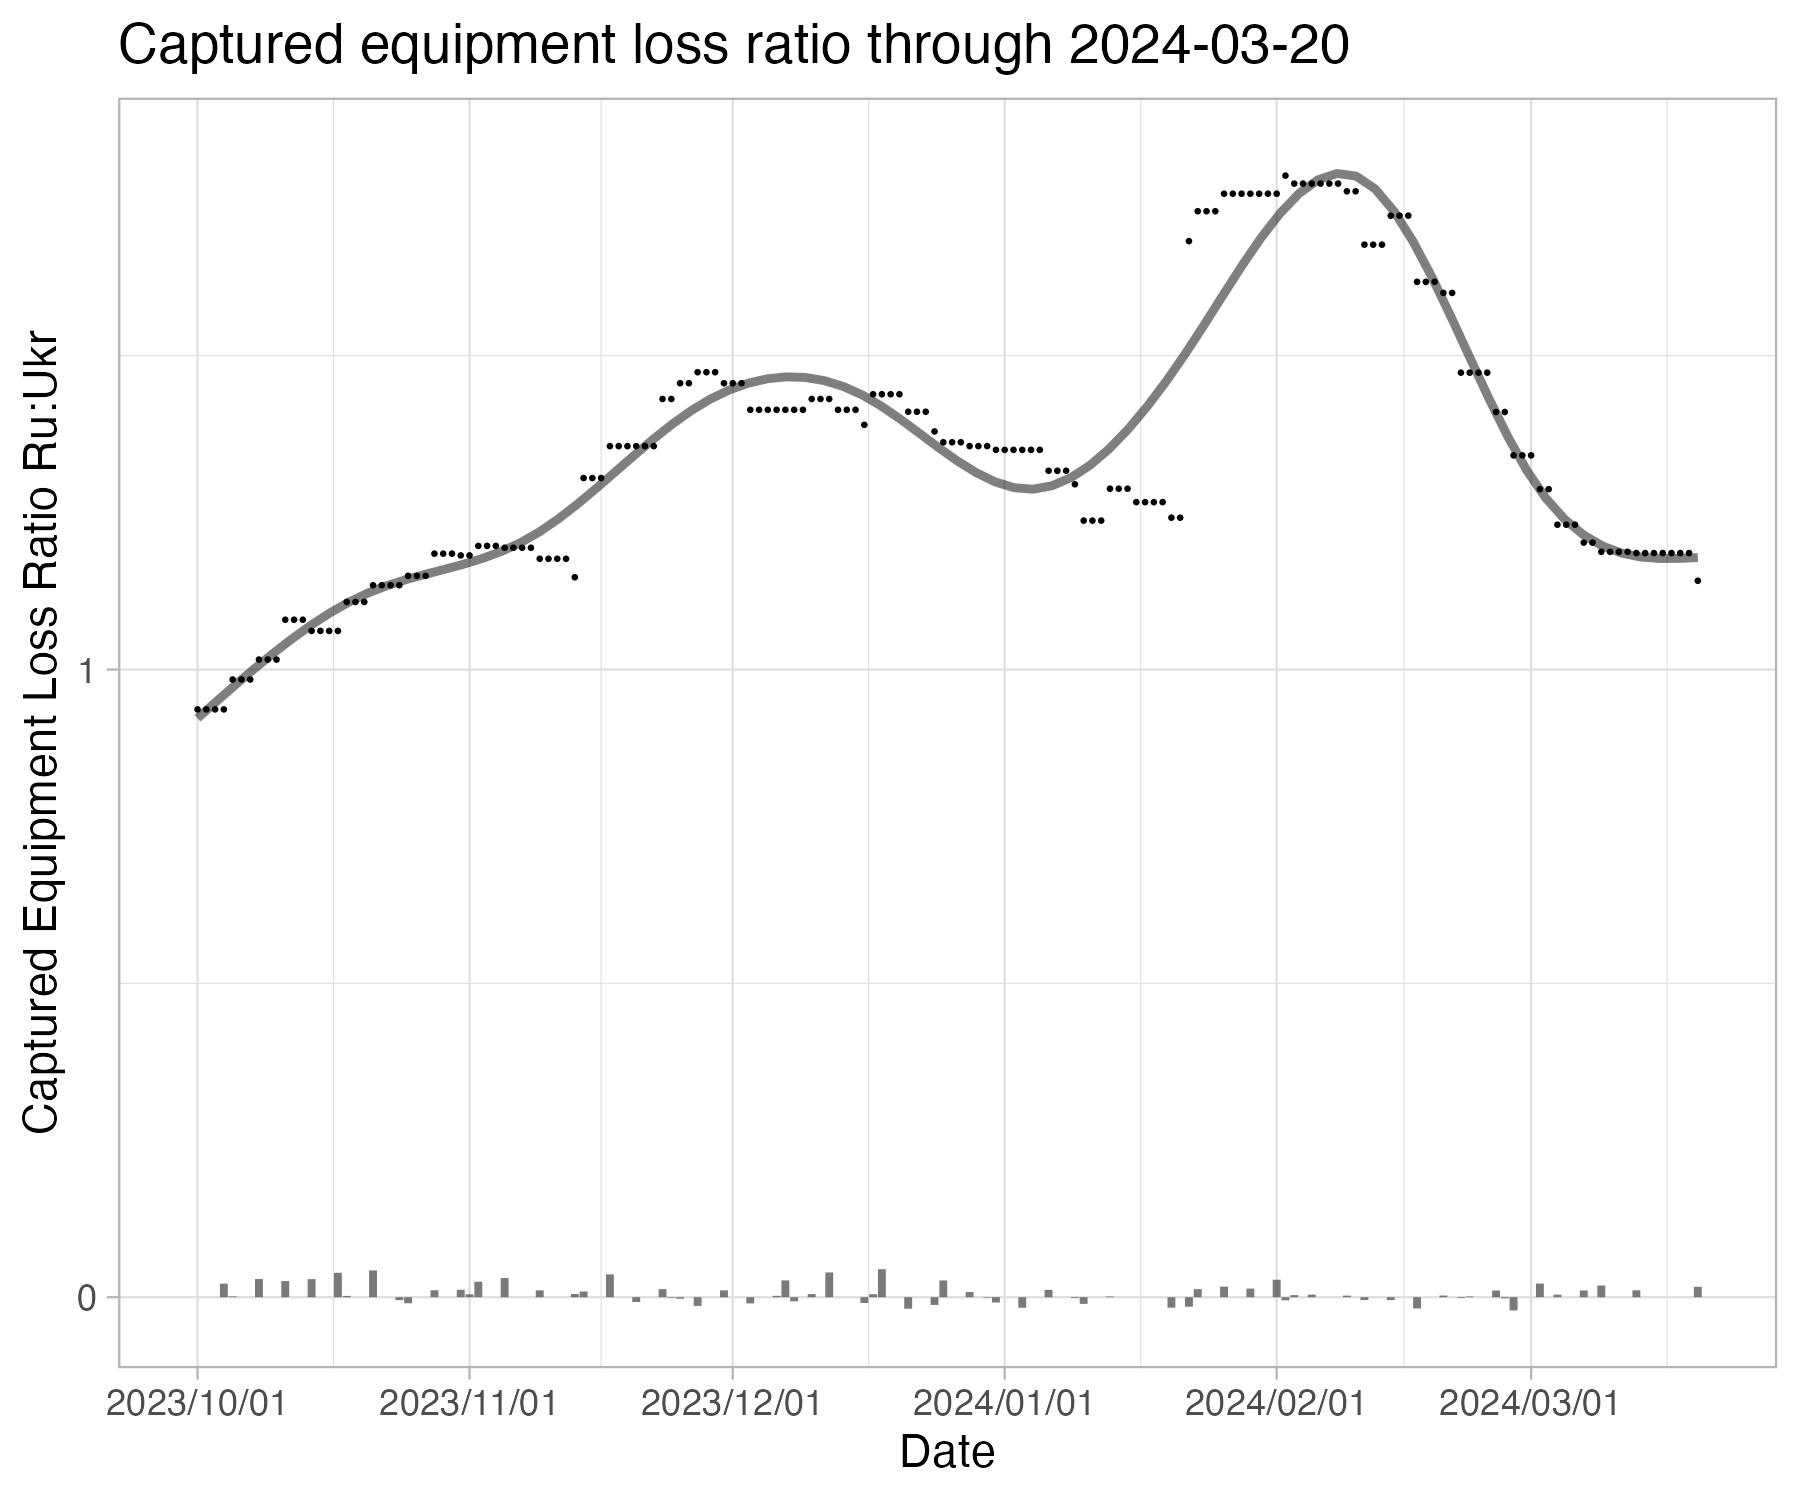 Captured equipment loss ratio through 2024-03-20
Captured Equipment Loss Ratio Ru:Ukr
1
0
2023/10/01 2023/11/01 2023/12/01 2024/01/01 2024/02/01 2024/03/01
Date